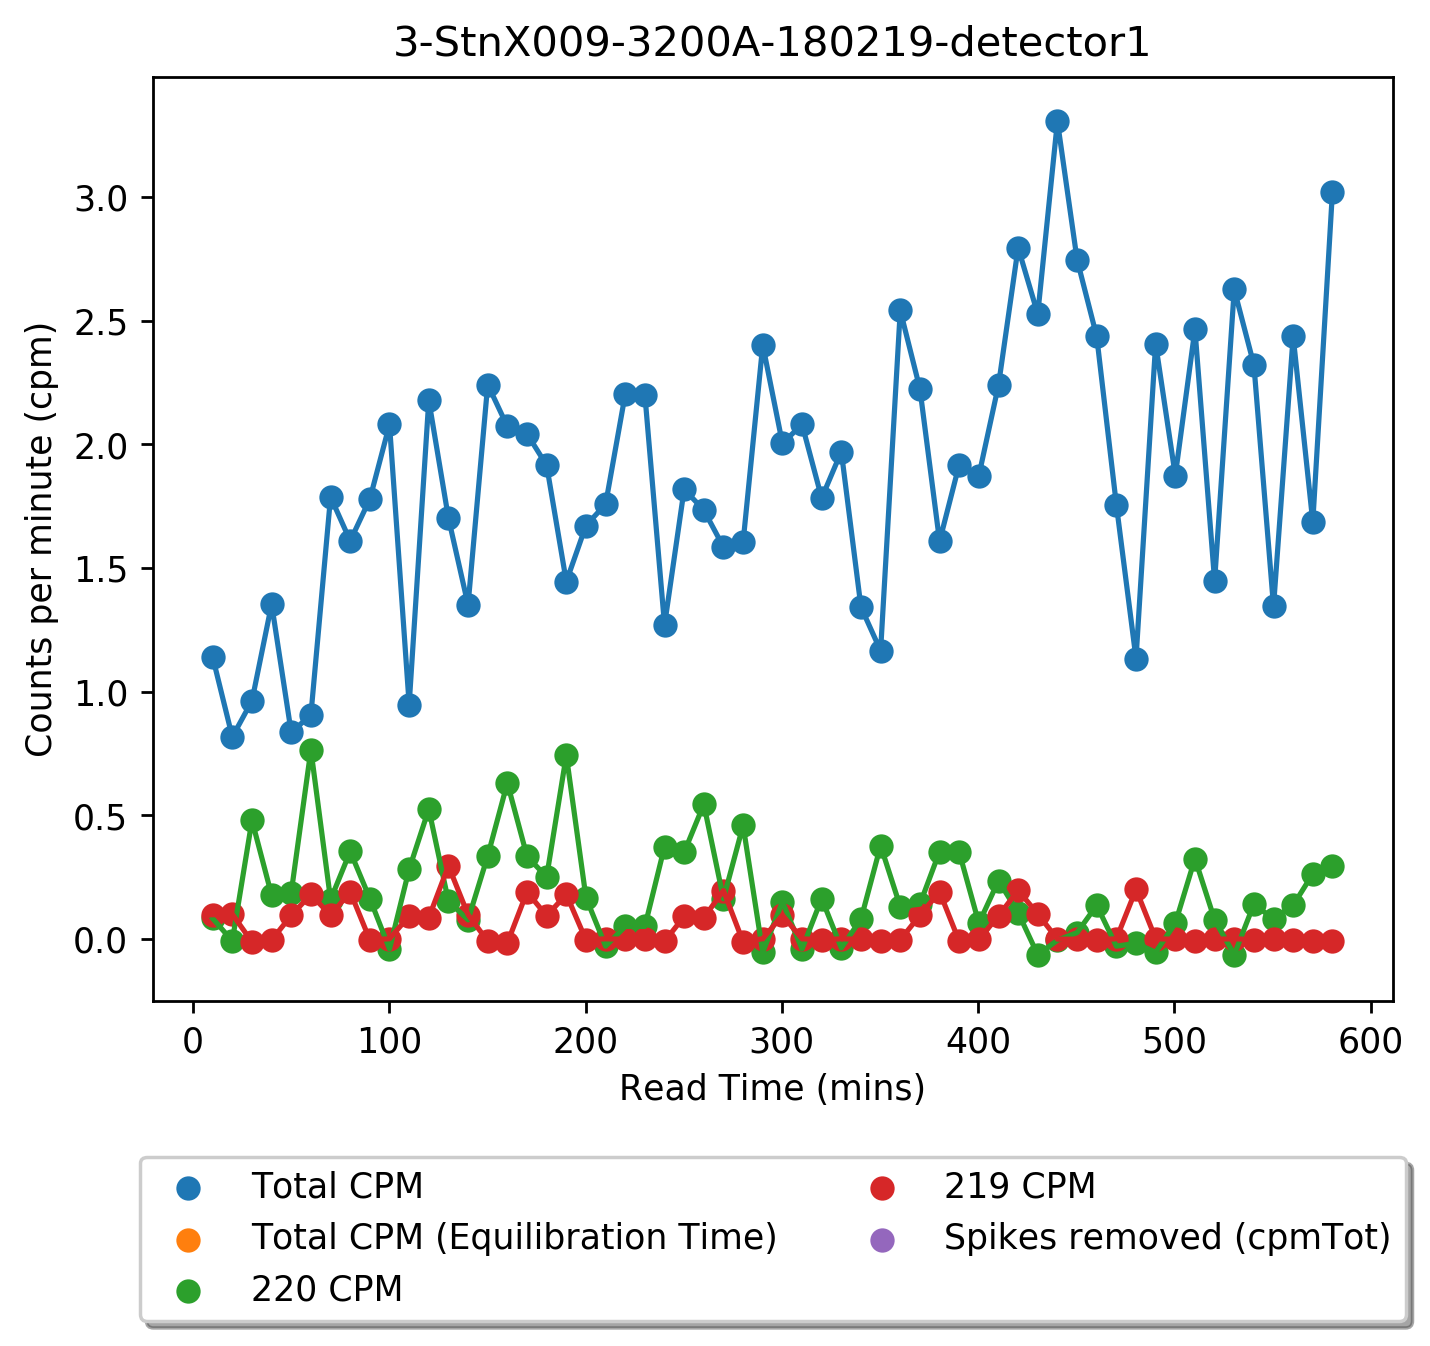 3-StnX009-3200A-180219-detector1
Counts per minute (cpm)
3.0
2.5
2.0
1.5
1.0
0.5
0.0
0 100 200 300 400 500 600
Read Time (mins)
Total CPM
Total CPM (Equilibration Time)
220 CPM
219 CPM
Spikes removed (cpmTot)